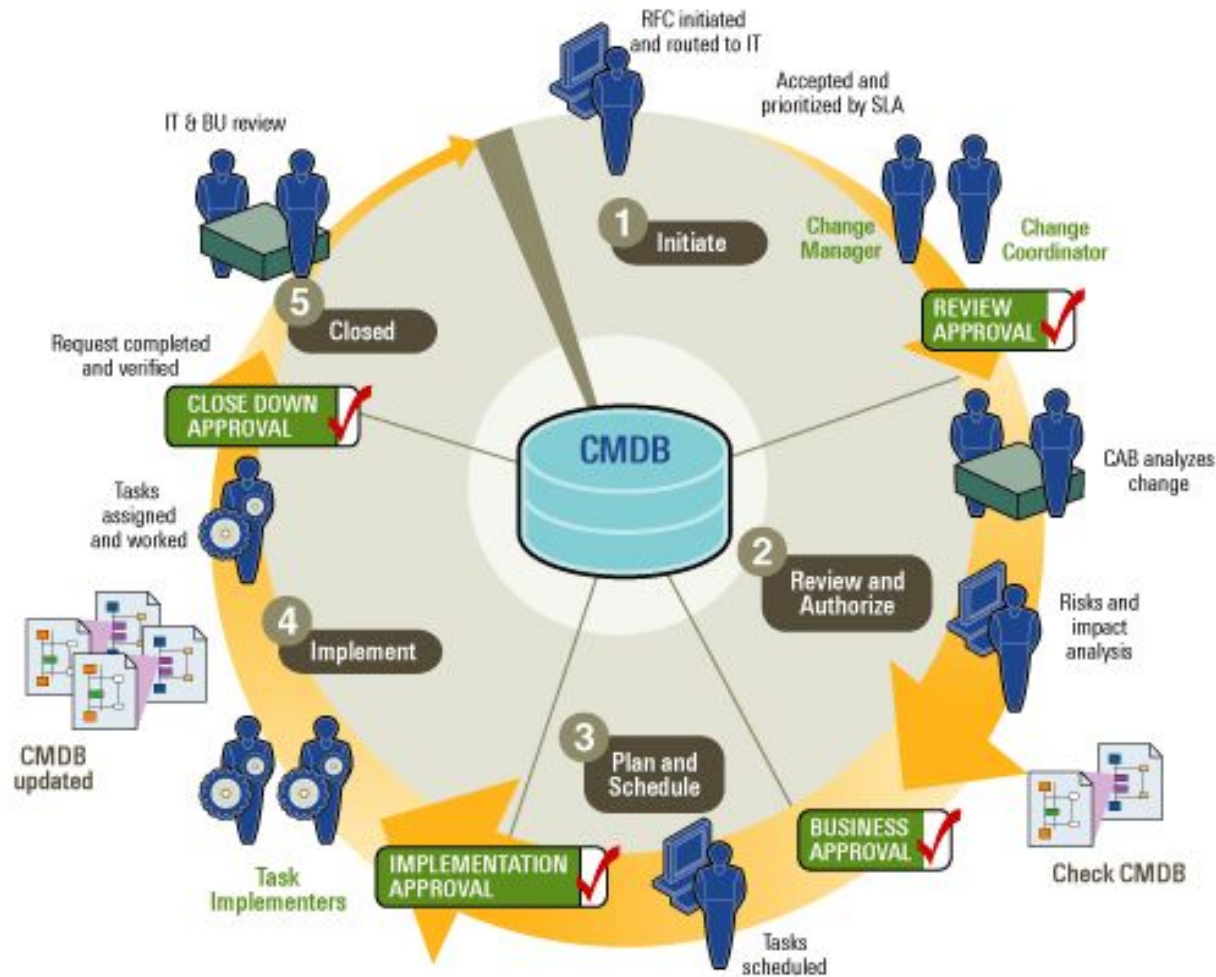 RFC initiated
and routed to IT
Accepted and
prioritized by SLA
Change
Manager
Change
Coordinator
1
Initiate
REVIEW
APPROVAL
CAB analyzes
change
2
Review and
Authorize
Risks and
impact
analysis
Check CMDB
BUSINESS
APPROVAL
3
Plan and
Schedule
Tasks
scheduled
IMPLEMENTATION
APPROVAL
Task
Implementers
4
Implement
CMDB
updated
Tasks
assigned
and worked
CLOSE DOWN
APPROVAL
Request completed
and verified
5
Closed
IT & BU review
CMDB